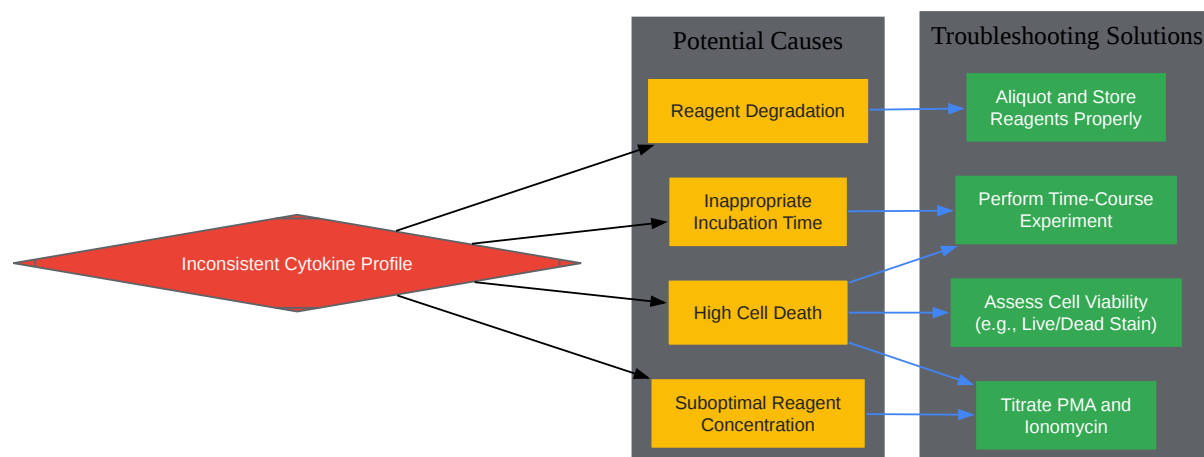 Inconsistent Cytokine Profile
Potential Causes
Reagent Degradation
Inappropriate
Incubation Time
High Cell Death
Suboptimal Reagent
Concentration
Troubleshooting Solutions
Aliquot and Store
Reagents Properly
Perform Time-Course
Experiment
Assess Cell Viability
(e.g., Live/Dead Stain)
Titrate PMA and
Ionomycin